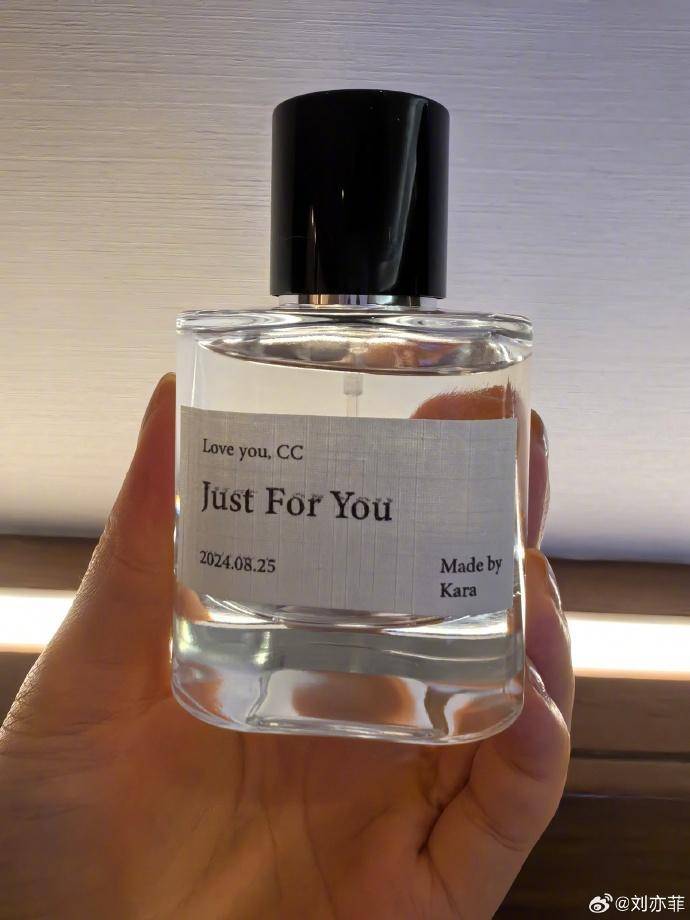 Love you, CC
Just For You
2024.08.25
Made by
Kara
@刘亦菲